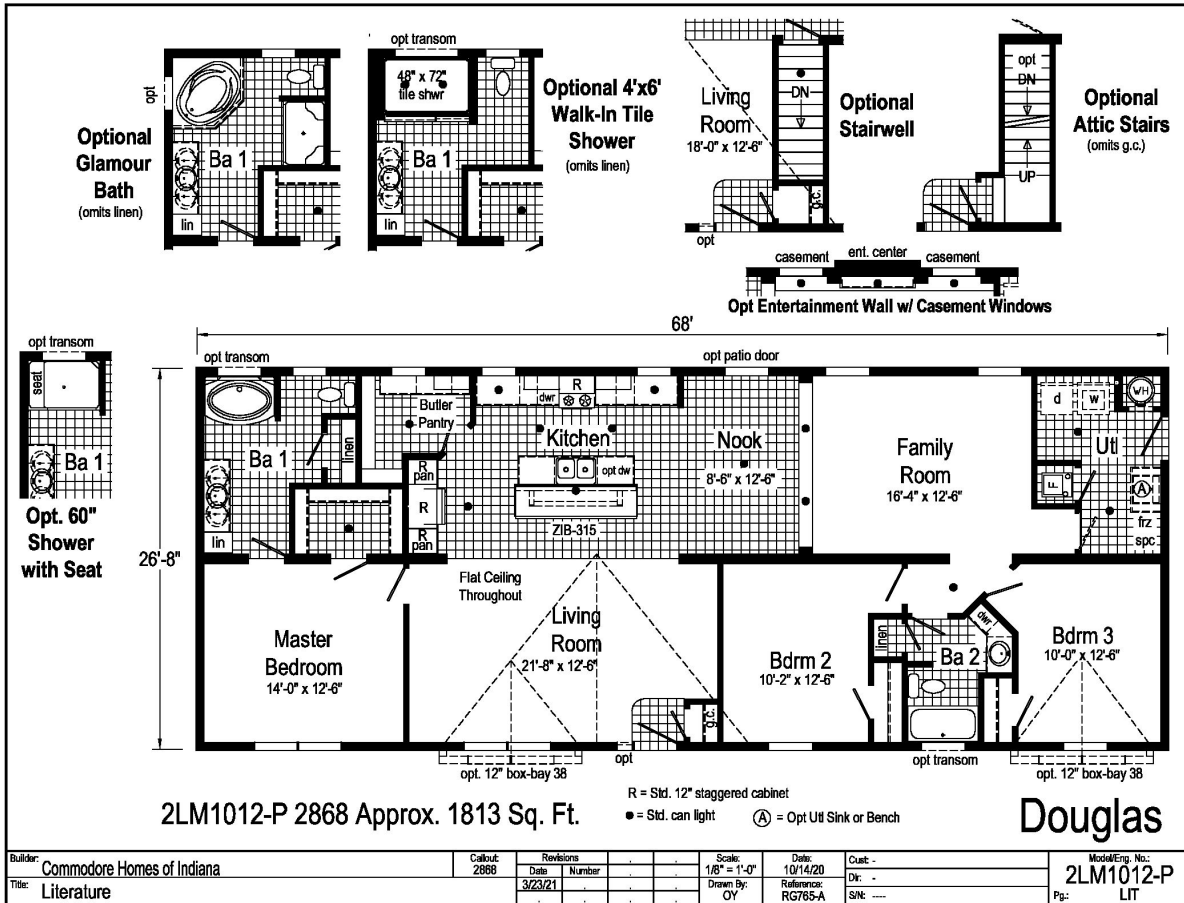 opt transom
opt
48" x 72"
tile shwr
Optional
Glamour
Bath
(omits linen)
Ba 1
lin
Optional 4'x6'
Walk-In Tile
Shower
(omits linen)
Ba 1
lin
Living
Room
18'-0" x 12'-6"
DN
Optional
Stairwell
g.c.
opt
opt
DN
UP
Optional
Attic Stairs
(omits g.c.)
casement
ent. center
casement
Opt Entertainment Wall w/ Casement Windows
68'
opt transom
seat
Ba 1
Opt. 60"
Shower
with Seat
opt transom
opt patio door
26'-8"
Ba 1
linen
lin
Butler
Pantry
R
pan
R
R
pan
dwr
R
Kitchen
opt dw
ZIB-315
Nook
8'-6" x 12'-6"
Family
Room
16'-4" x 12'-6"
d
w
WH
Utl
F
A
frz
spc
Master
Bedroom
14'-0" x 12'-6"
Flat Ceiling
Throughout
Living
Room
21'-8" x 12'-6"
g.c.
Bdrm 2
10'-2" x 12'-6"
linen
dwr
Ba 2
Bdrm 3
10'-0" x 12'-6"
opt. 12" box-bay 38
opt
opt transom
opt. 12" box-bay 38
2LM1012-P 2868 Approx. 1813 Sq. Ft.
R = Std. 12" staggered cabinet
● = Std. can light
Ⓐ = Opt Utl Sink or Bench
Douglas
Builder: Commodore Homes of Indiana
Title: Literature
Callout:
2868
Revisions
Date Number
3/23/21
Scale:
1/8" = 1'-0"
Drawn By:
OY
Date:
10/14/20
Reference:
RG765-A
Cust: -
Dir: -
S/N: ----
Model/Eng. No.:
2LM1012-P
Pg.: LIT